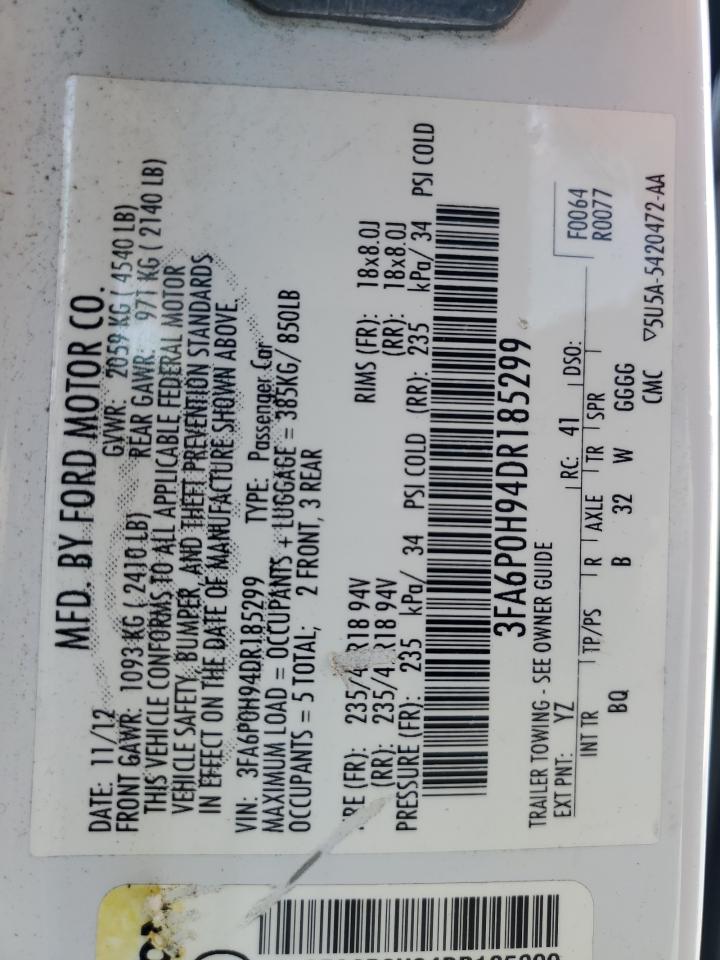 MFD. BY FORD MOTOR CO.
DATE: 11/12 GVWR: 2059 KG ( 4540 LB)
FRONT GAWR: 1093 KG ( 2410 LB) REAR GAWR: 971 KG ( 2140 LB)
THIS VEHICLE CONFORMS TO ALL APPLICABLE FEDERAL MOTOR
VEHICLE SAFETY, BUMPER, AND THEFT PREVENTION STANDARDS
IN EFFECT ON THE DATE OF MANUFACTURE SHOWN ABOVE.
VIN: 3FA6P0H94DR185299 TYPE: Passenger Car
MAXIMUM LOAD = OCCUPANTS + LUGGAGE = 385KG/ 850LB
OCCUPANTS = 5 TOTAL; 2 FRONT, 3 REAR
(FR): 235/4 R18 94V RIMS (FR): 18x8.0J
(RR): 235/4 R18 94V (RR): 18x8.0J
PRESSURE (FR): 235 kPa/ 34 PSI COLD (RR): 235 kPa/ 34 PSI COLD
3FA6P0H94DR185299
TRAILER TOWING - SEE OWNER GUIDE
EXT PNT: YZ RC: 41 DSO: F0064
R0077
INT TR TP/PS R AXLE TR SPR
BQ B 32 W GGGG
CMC ▽5U5A-5420472-AA